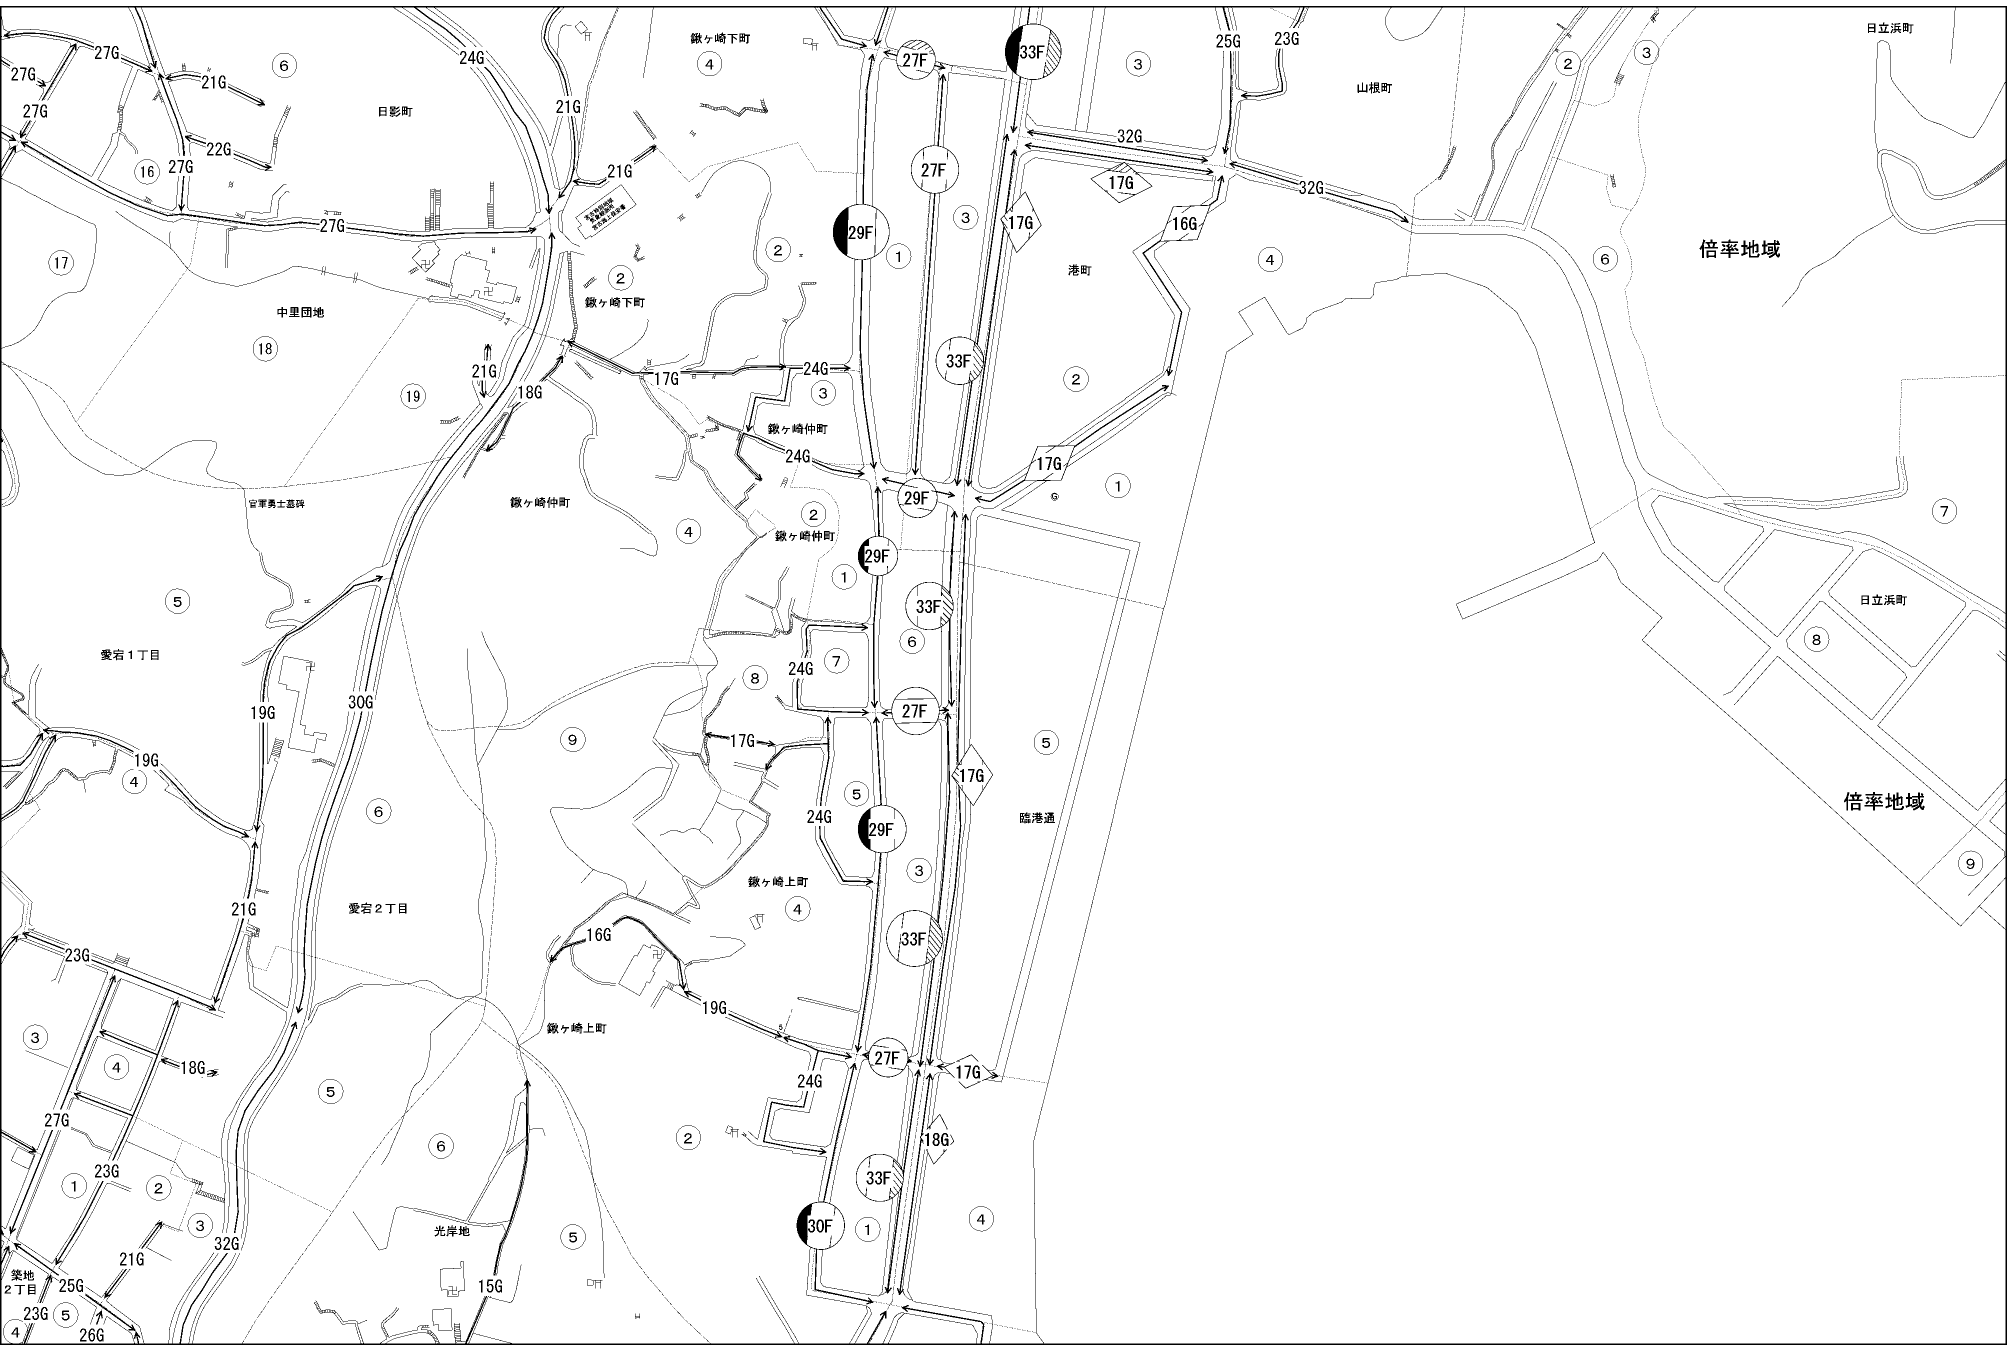 日立浜町
鍬ヶ崎下町
27G
24G
27F
33F
25G
23G
6
4
3
2
3
27G
21G
山根町
27G
21G
日影町
32G
22G
27G
16
21G
27F
17G
32G
27G
29F
3
17G
16G
17
2
2
1
港町
4
6
倍率地域
鍬ヶ崎下町
中里団地
18
21G
17G
24G
33F
2
19
18G
3
鍬ヶ崎仲町
24G
17G
官軍勇士墓碑
鍬ヶ崎仲町
29F
1
G
4
2
7
鍬ヶ崎仲町
29F
1
5
33F
日立浜町
6
8
愛宕1丁目
24G
7
8
30G
19G
27F
9
17G
5
19G
4
17G
6
5
24G
29F
臨港通
倍率地域
3
9
鍬ヶ崎上町
4
愛宕2丁目
21G
16G
33F
23G
19G
鍬ヶ崎上町
3
4
18G
27F
17G
24G
5
27G
6
2
18G
23G
1
2
33F
3
30F
1
4
光岸地
5
32G
21G
築地
2丁目
25G
15G
23G
5
4
26G